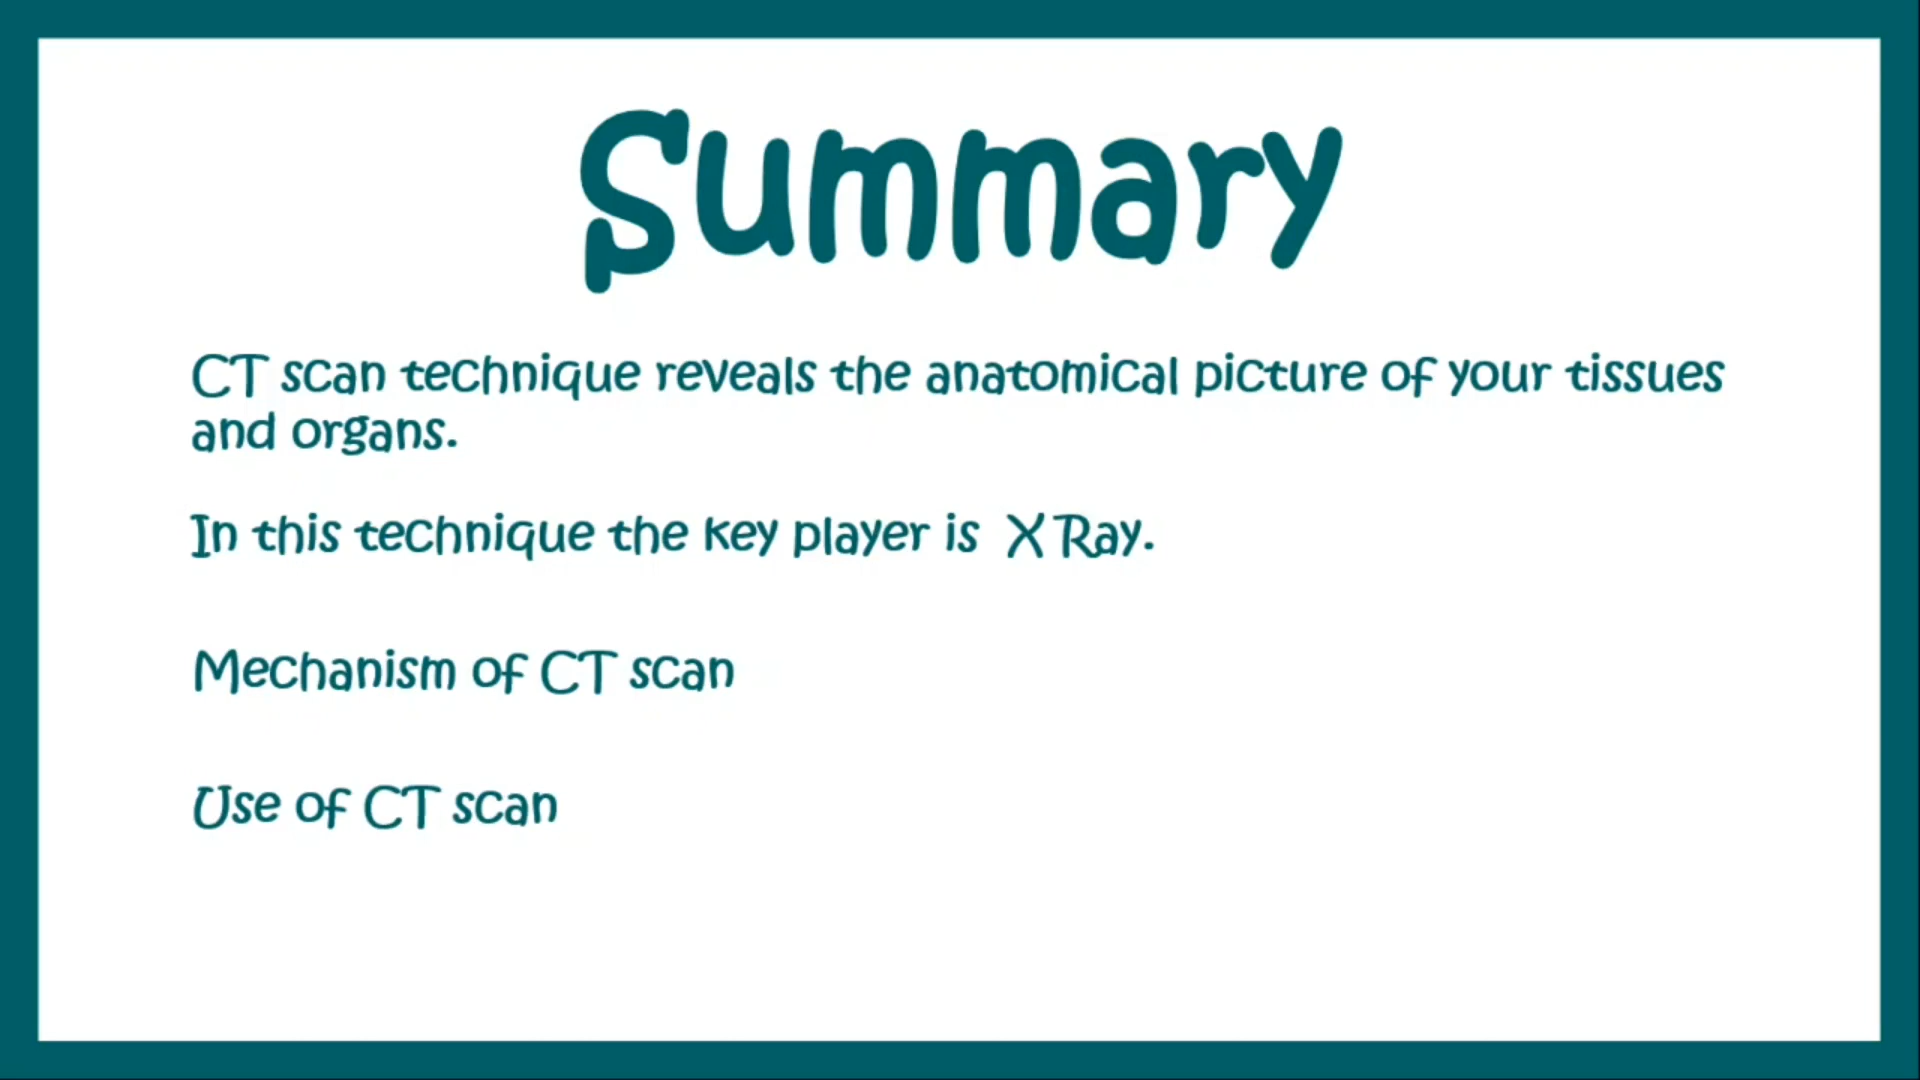 Summary
CT scan technique reveals the anatomical picture of your tissues
and organs.
In this technique the key player is X Ray.
Mechanism of CT scan
Use of CT scan